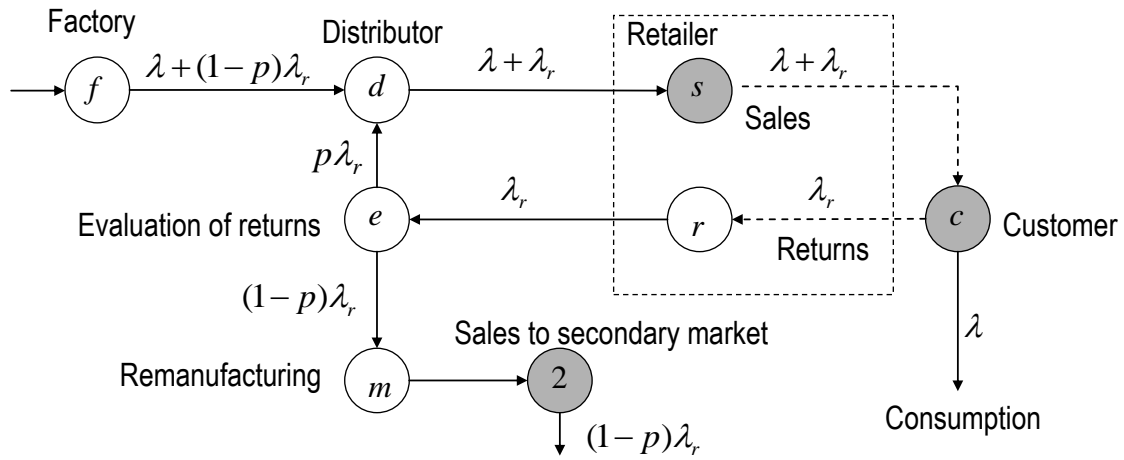 Factory
Distributor
Retailer
λ + (1− p)λ_r
λ + λ_r
λ + λ_r
f
d
s
Sales
pλ_r
λ_r
λ_r
Evaluation of returns
e
r
c
Customer
Returns
(1− p)λ_r
λ
Sales to secondary market
Remanufacturing
m
2
Consumption
(1− p)λ_r